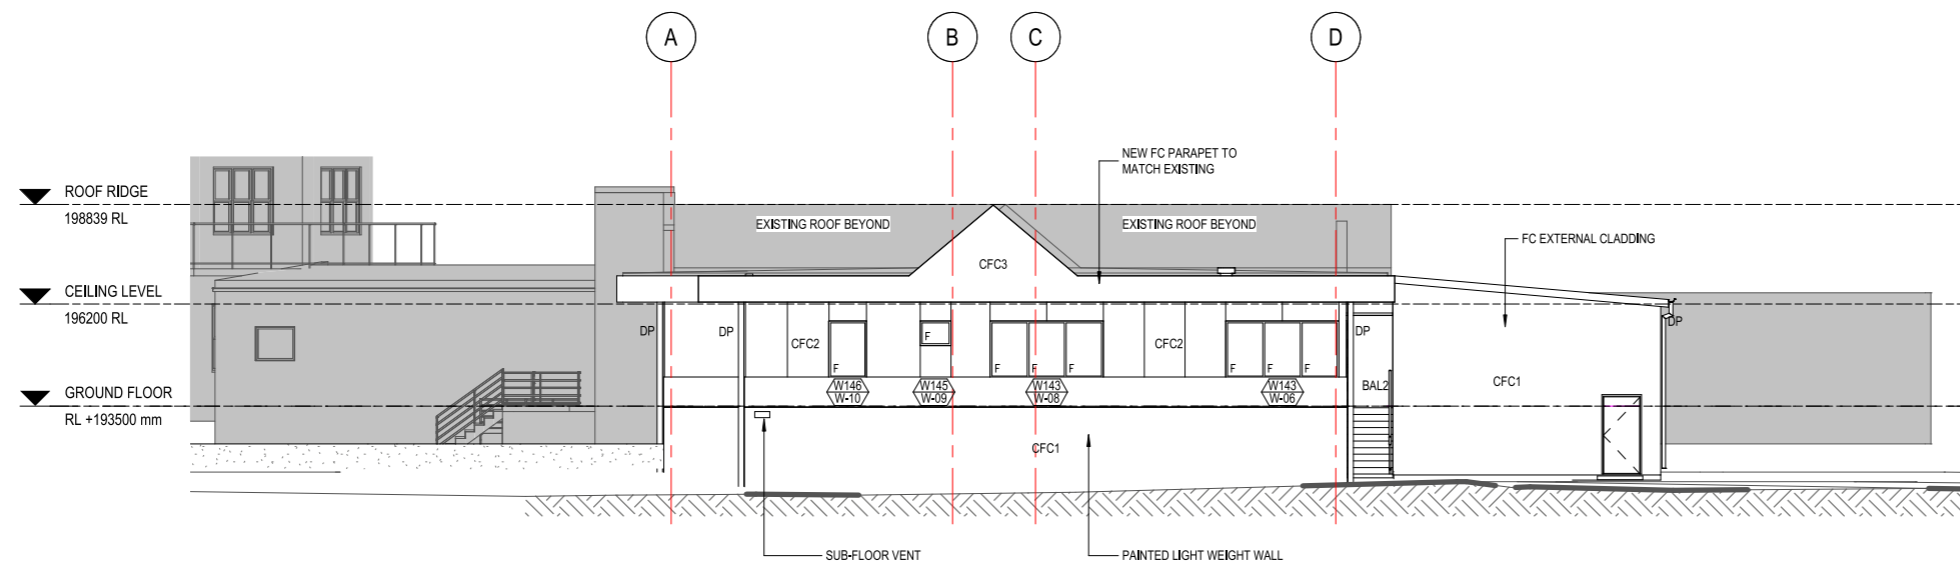 A
B
C
D
NEW FC PARAPET TO
MATCH EXISTING
ROOF RIDGE
198839 RL
EXISTING ROOF BEYOND
EXISTING ROOF BEYOND
FC EXTERNAL CLADDING
CFC3
CEILING LEVEL
196200 RL
DP
DP
DP
DP
CFC2
CFC2
F
F
F
F
F
F
F
F
GROUND FLOOR
RL +193500 mm
W146
W-10
W145
W-09
W143
W-08
W143
W-06
BAL2
CFC1
CFC1
SUB-FLOOR VENT
PAINTED LIGHT WEIGHT WALL